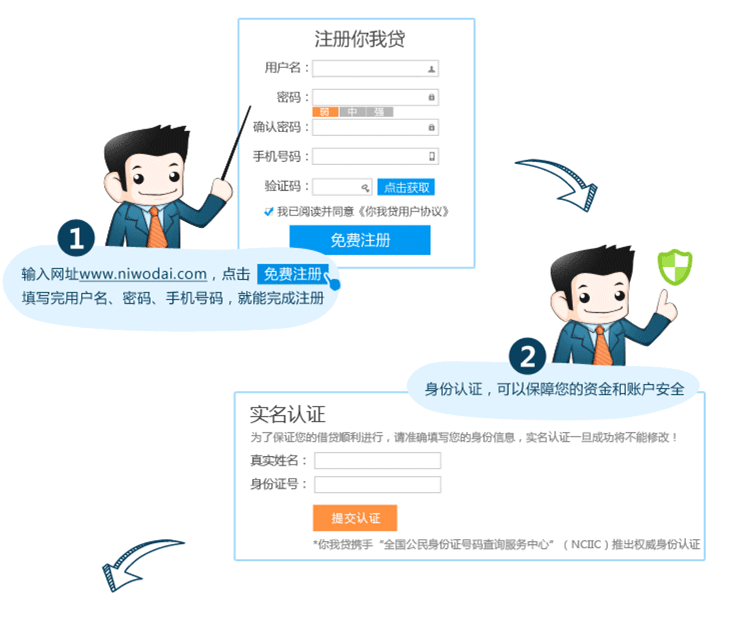 注册你我贷
用户名：
密码：
弱 中 强
确认密码：
手机号码：
验证码： 点击获取
我已阅读并同意《你我贷用户协议》
免费注册
1
输入网址www.niwodai.com，点击 免费注册
填写完用户名、密码、手机号码，就能完成注册
2
身份认证，可以保障您的资金和账户安全
实名认证
为了保证您的借贷顺利进行，请准确填写您的身份信息，实名认证一旦成功将不能修改！
真实姓名：
身份证号：
提交认证
*你我贷携手“全国公民身份证号码查询服务中心”（NCIIC）推出权威身份认证